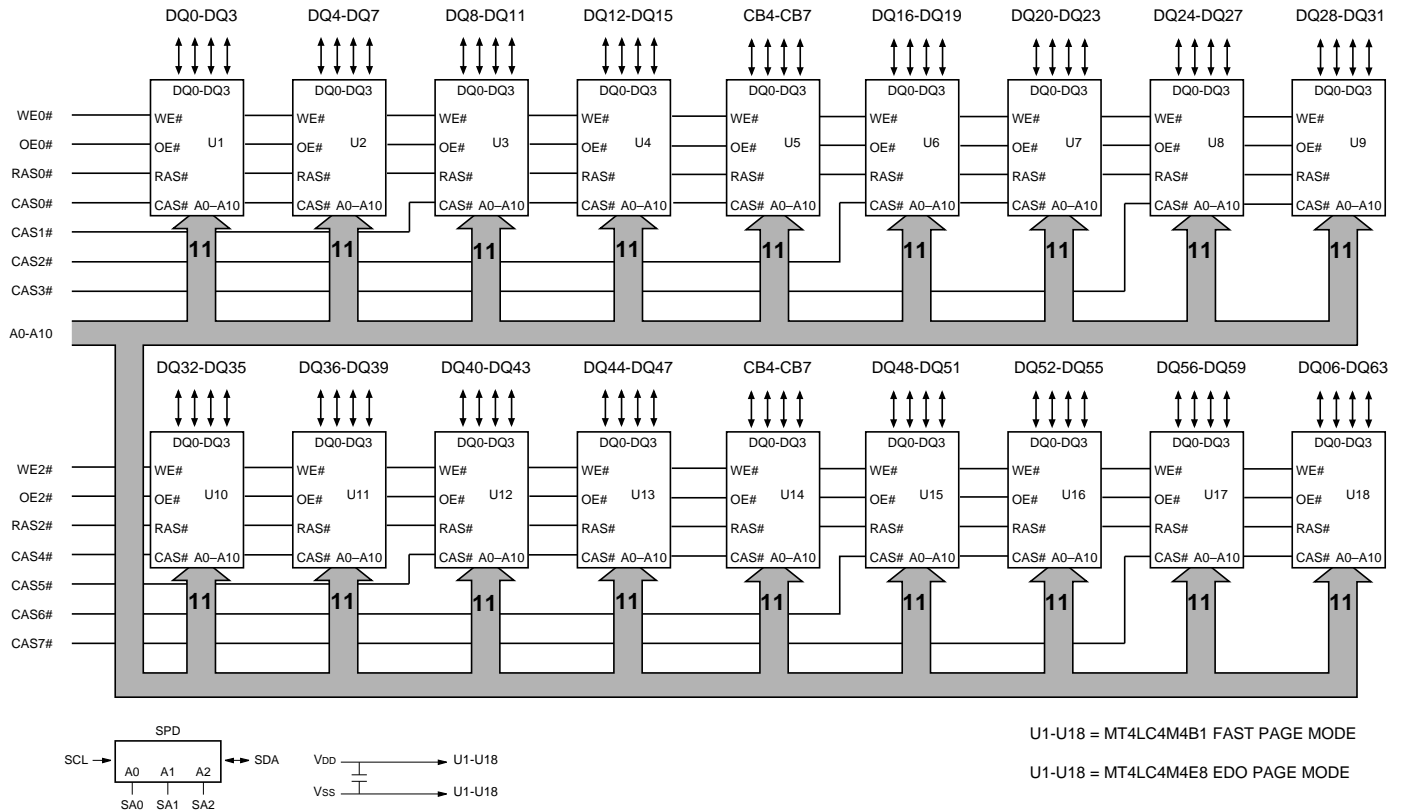 DQ0-DQ3 DQ4-DQ7 DQ8-DQ11 DQ12-DQ15 CB4-CB7 DQ16-DQ19 DQ20-DQ23 DQ24-DQ27 DQ28-DQ31
DQ0-DQ3 DQ0-DQ3 DQ0-DQ3 DQ0-DQ3 DQ0-DQ3 DQ0-DQ3 DQ0-DQ3 DQ0-DQ3 DQ0-DQ3
WE0# WE# WE# WE# WE# WE# WE# WE# WE# WE#
OE0# OE# U1 OE# U2 OE# U3 OE# U4 OE# U5 OE# U6 OE# U7 OE# U8 OE# U9
RAS0# RAS# RAS# RAS# RAS# RAS# RAS# RAS# RAS# RAS#
CAS0# CAS# A0–A10 CAS# A0–A10 CAS# A0–A10 CAS# A0–A10 CAS# A0–A10 CAS# A0–A10 CAS# A0–A10 CAS# A0–A10 CAS# A0–A10
CAS1#
11 11 11 11 11 11 11 11 11
CAS2#
CAS3#
A0-A10
DQ32-DQ35 DQ36-DQ39 DQ40-DQ43 DQ44-DQ47 CB4-CB7 DQ48-DQ51 DQ52-DQ55 DQ56-DQ59 DQ06-DQ63
DQ0-DQ3 DQ0-DQ3 DQ0-DQ3 DQ0-DQ3 DQ0-DQ3 DQ0-DQ3 DQ0-DQ3 DQ0-DQ3 DQ0-DQ3
WE2# WE# WE# WE# WE# WE# WE# WE# WE# WE#
OE2# OE# U10 OE# U11 OE# U12 OE# U13 OE# U14 OE# U15 OE# U16 OE# U17 OE# U18
RAS2# RAS# RAS# RAS# RAS# RAS# RAS# RAS# RAS# RAS#
CAS4# CAS# A0–A10 CAS# A0–A10 CAS# A0–A10 CAS# A0–A10 CAS# A0–A10 CAS# A0–A10 CAS# A0–A10 CAS# A0–A10 CAS# A0–A10
CAS5#
11 11 11 11 11 11 11 11 11
CAS6#
CAS7#
SPD
SCL SDA
A0 A1 A2
SA0 SA1 SA2
VDD U1-U18
VSS U1-U18
U1-U18 = MT4LC4M4B1 FAST PAGE MODE
U1-U18 = MT4LC4M4E8 EDO PAGE MODE